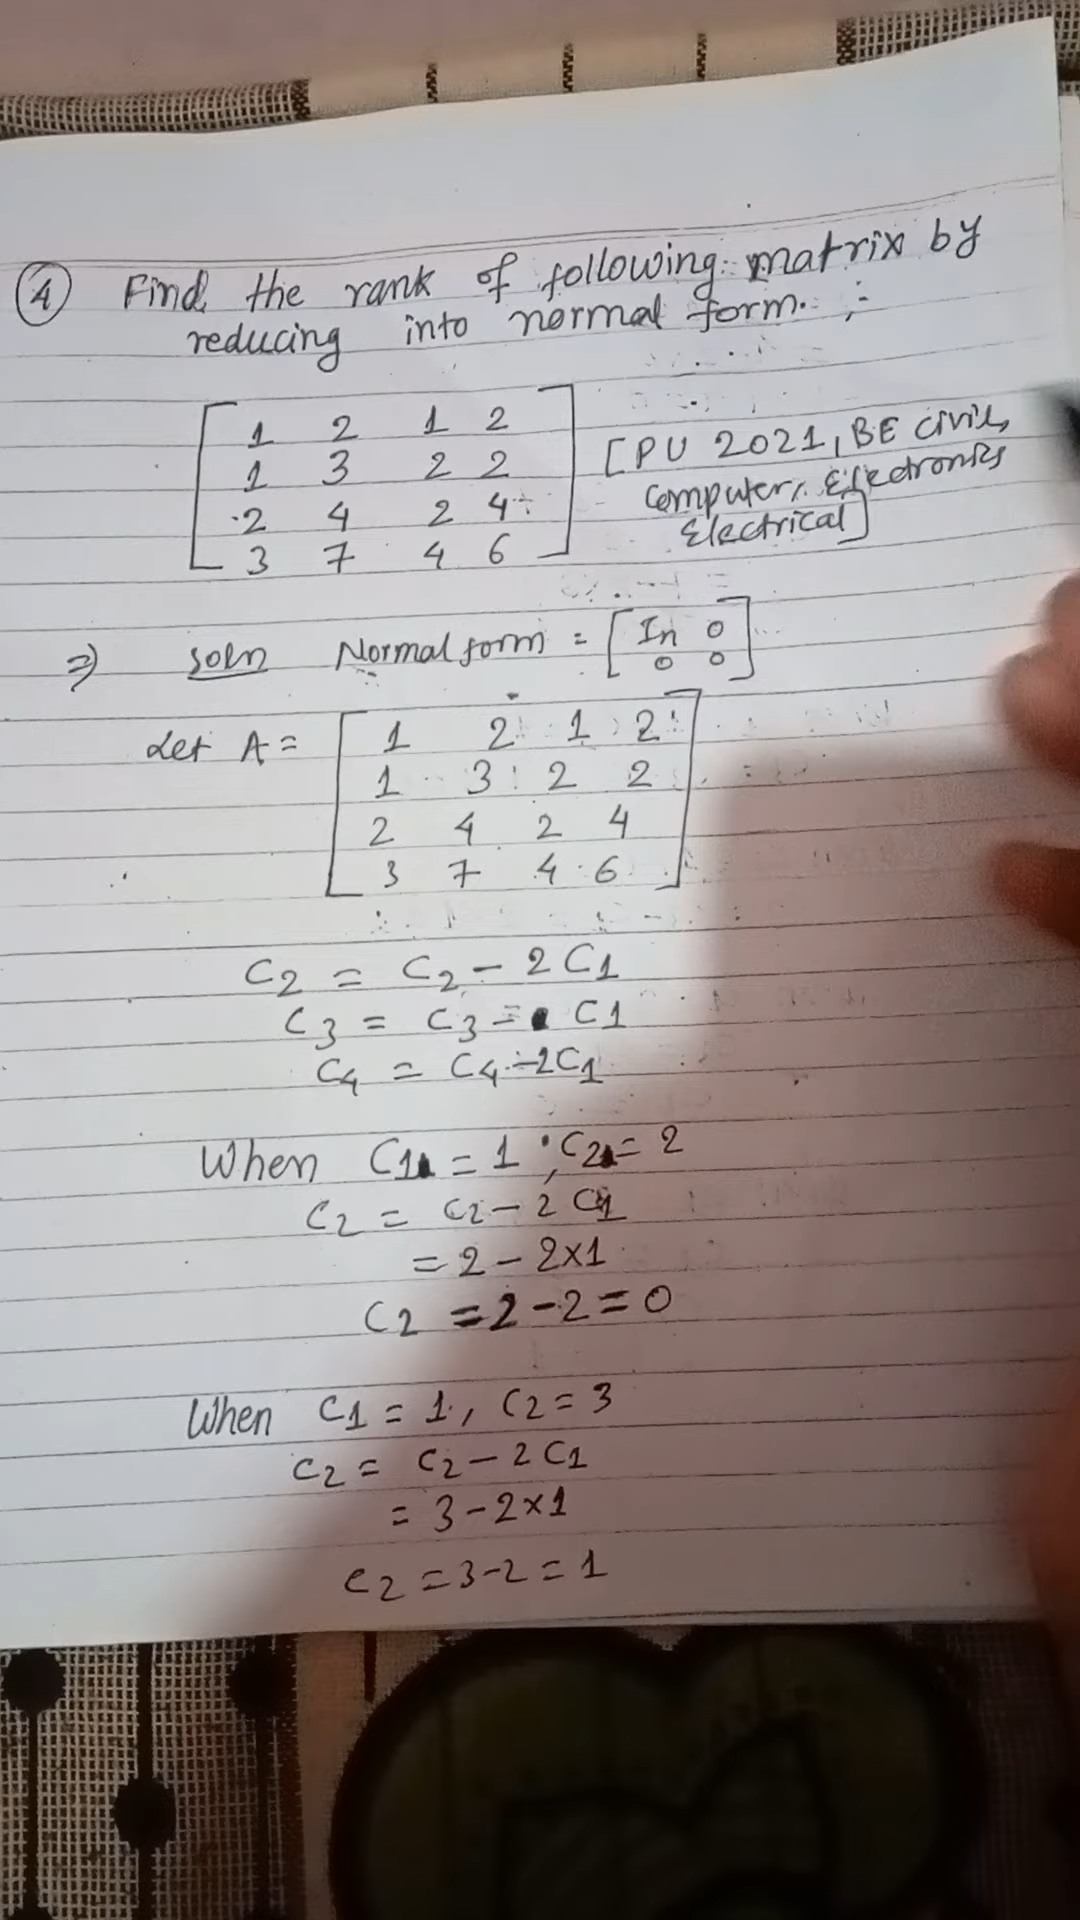 4 Find the rank of following matrix by
reducing into normal form. :-
1 2 1 2
1 3 2 2
2 4 2 4
3 7 4 6
[PU 2021, BE civil,
computer, Electronics
Electrical]
=> soln Normal form = [In 0
0 0]
Let A =
1 2 1 2
1 3 2 2
2 4 2 4
3 7 4 6
C2 = C2 - 2C1
C3 = C3 - C1
C4 = C4 - 2C1
When C1 = 1, C2 = 2
C2 = C2 - 2C1
= 2 - 2×1
C2 = 2 - 2 = 0
When C1 = 1, C2 = 3
C2 = C2 - 2C1
= 3 - 2×1
C2 = 3-2 = 1